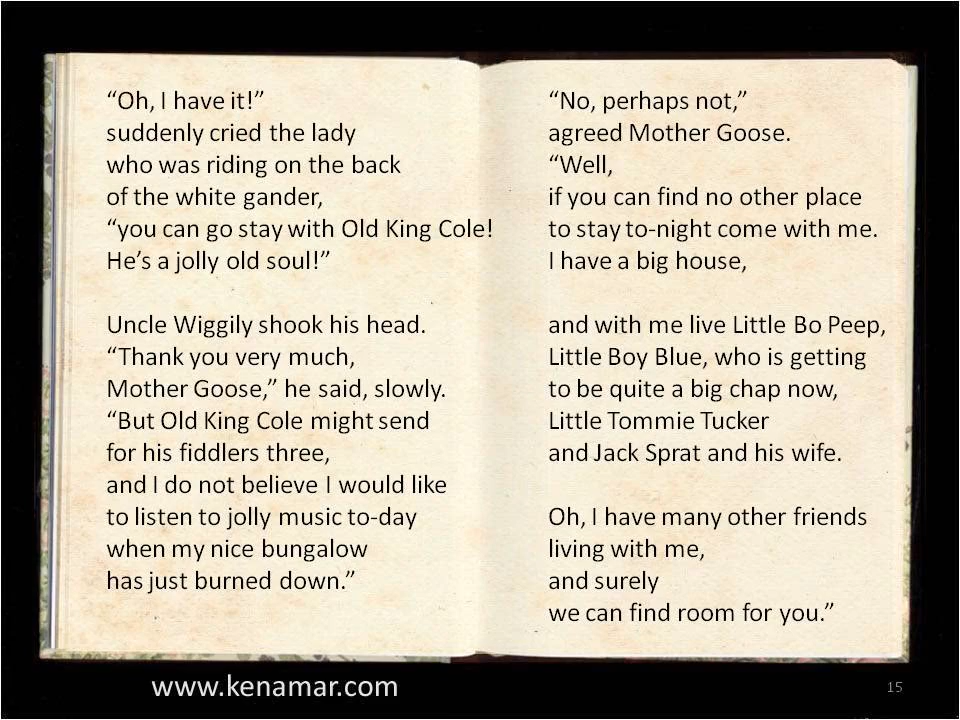 “Oh, I have it!”
suddenly cried the lady
who was riding on the back
of the white gander,
“you can go stay with Old King Cole!
He’s a jolly old soul!”
Uncle Wiggily shook his head.
“Thank you very much,
Mother Goose,” he said, slowly.
“But Old King Cole might send
for his fiddlers three,
and I do not believe I would like
to listen to jolly music to-day
when my nice bungalow
has just burned down.”
“No, perhaps not,”
agreed Mother Goose.
“Well,
if you can find no other place
to stay to-night come with me.
I have a big house,
and with me live Little Bo Peep,
Little Boy Blue, who is getting
to be quite a big chap now,
Little Tommie Tucker
and Jack Sprat and his wife.
Oh, I have many other friends
living with me,
and surely
we can find room for you.”
www.kenamar.com
15